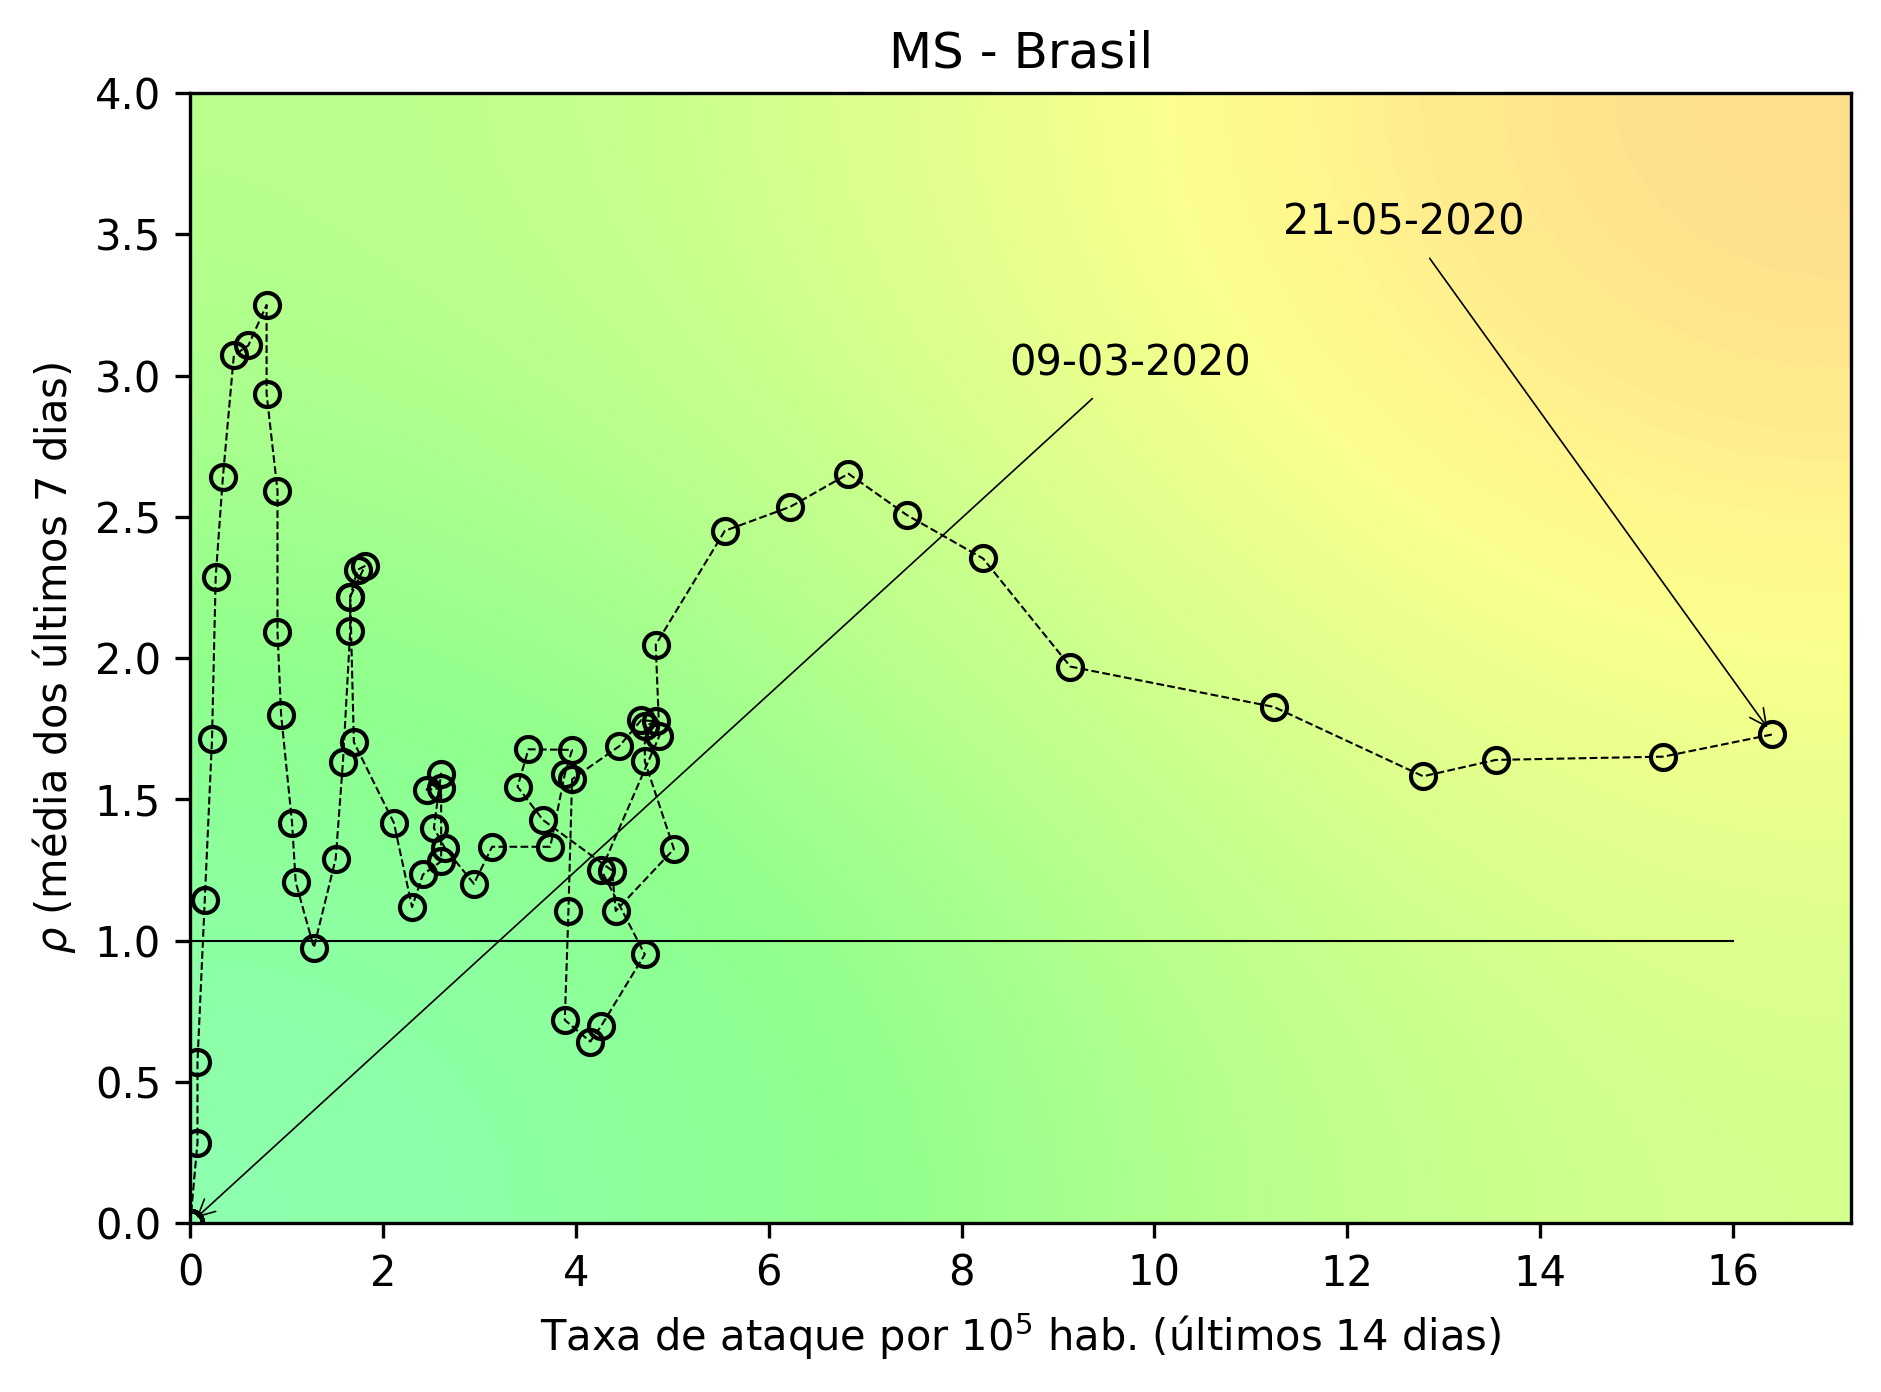 MS - Brasil
4.0
3.5
3.0
2.5
2.0
1.5
1.0
0.5
0.0
ρ (média dos últimos 7 dias)
21-05-2020
09-03-2020
0 2 4 6 8 10 12 14 16
Taxa de ataque por 10⁵ hab. (últimos 14 dias)